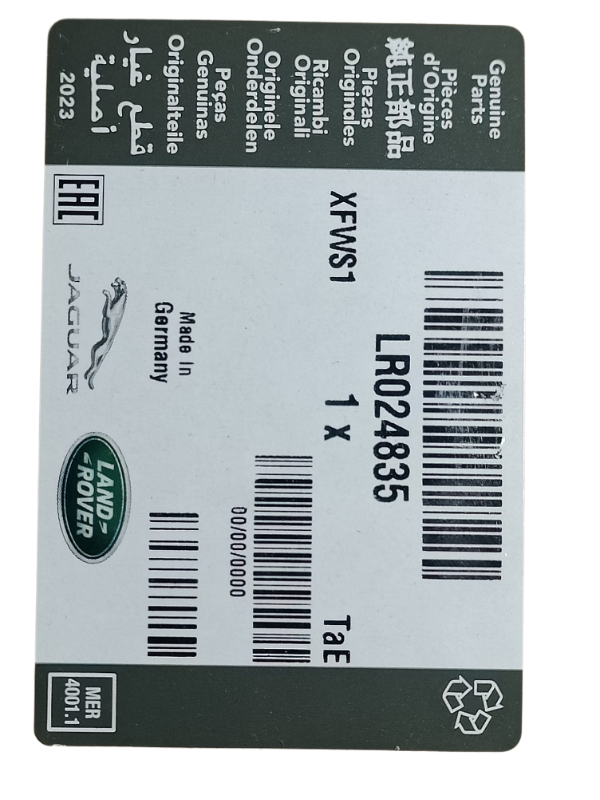 Genuine
Parts
Pièces
d'Origine
純正部品
Piezas
Originales
Ricambi
Originali
Originele
Onderdelen
Peças
Genuinas
Originalteile
قطع غيار
أصلية
2023
XFWS1
LR024835
1 x
TaE
00/00/0000
Made In
Germany
EAC
JAGUAR
LAND
ROVER
MER
4001.1